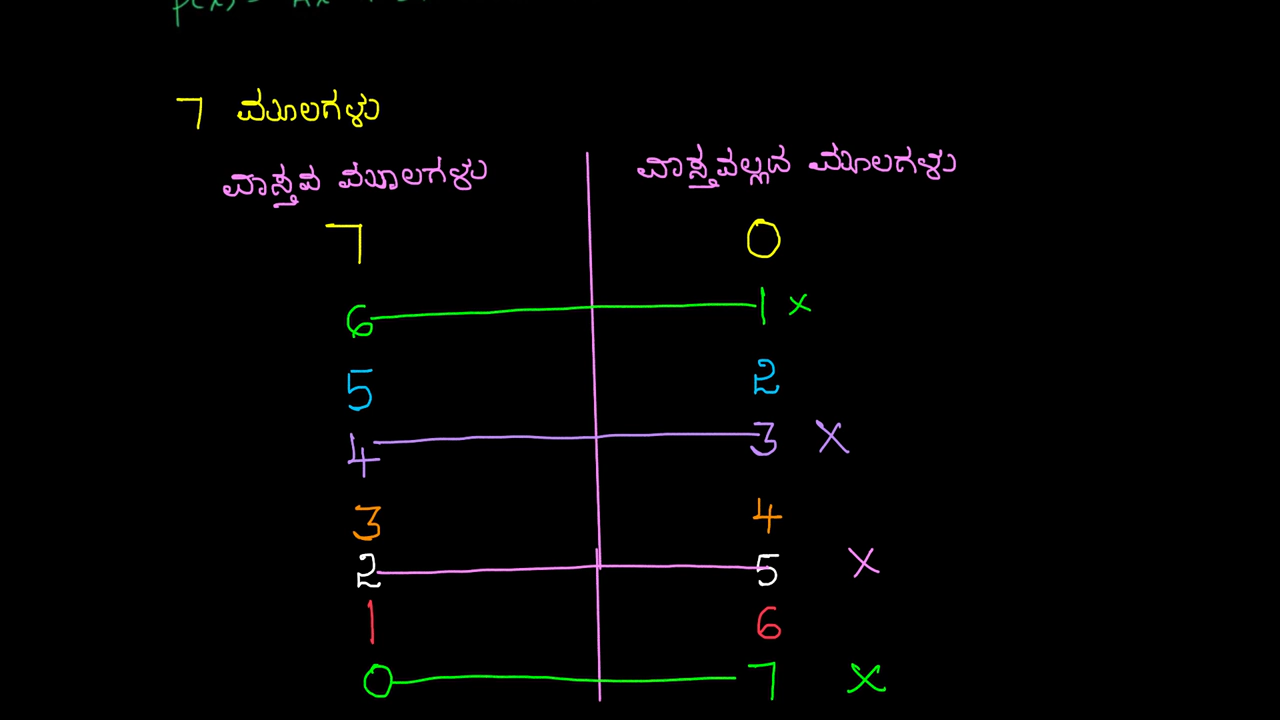 7 ಮೂಲಗಳು
ವಾಸ್ತವ ಮೂಲಗಳು ವಾಸ್ತವಲ್ಲದ ಮೂಲಗಳು
7 0
6 1 x
5 2
4 3 x
3 4
2 5 x
1 6
0 7 x